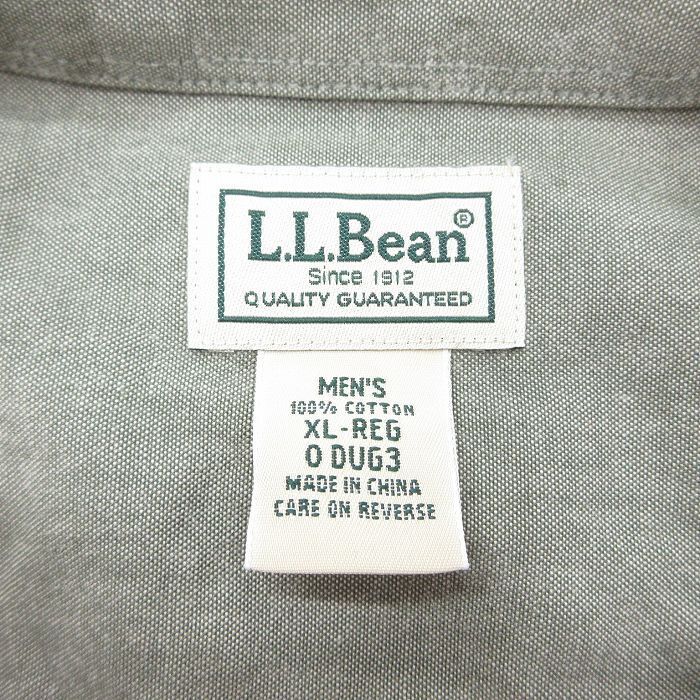 L.L.Bean®
Since 1912
QUALITY GUARANTEED
MEN'S
100% COTTON
XL-REG
0 DUG3
MADE IN CHINA
CARE ON REVERSE